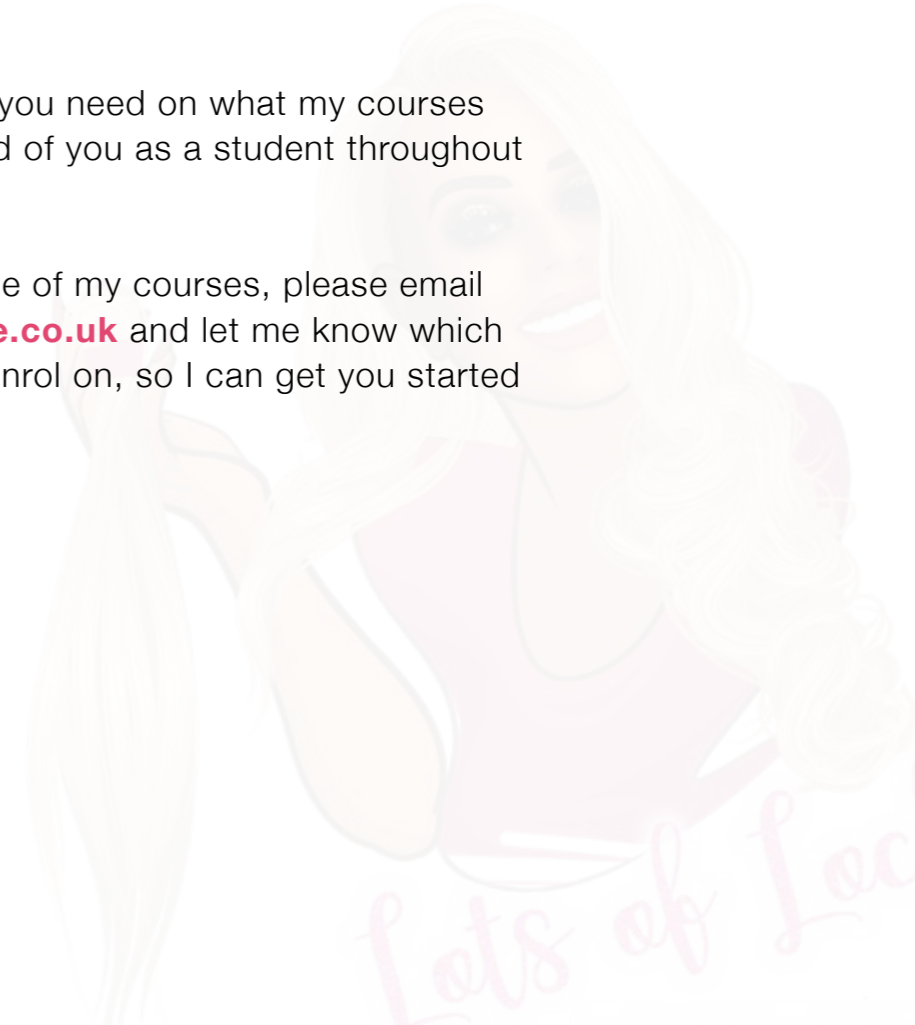 you need on what my courses
d of you as a student throughout
e of my courses, please email
e.co.uk and let me know which
nrol on, so I can get you started
Lots of Loc